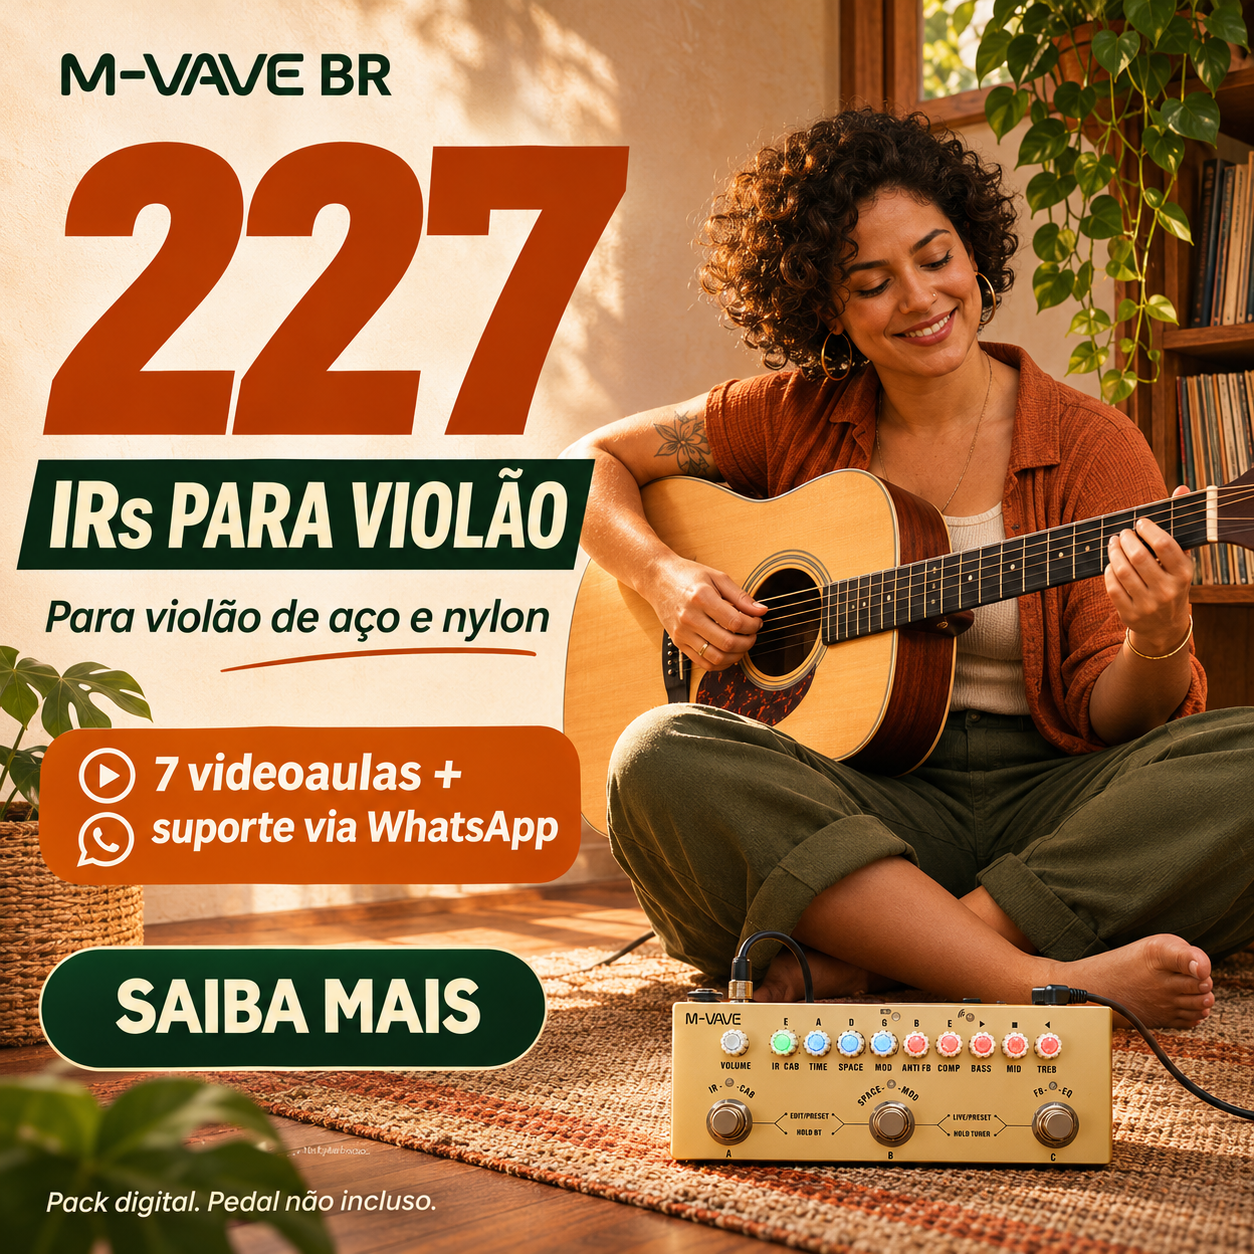 M-VAVE BR
227
IRs PARA VIOLÃO
Para violão de aço e nylon
7 videoaulas +
suporte via WhatsApp
SAIBA MAIS
Pack digital. Pedal não incluso.
M-VAVE
E A D G B E
VOLUME IR CAB TIME SPACE MOD ANTI FB COMP BASS MID TREB
IR - CAB SPACE - MOD FB - EQ
EDIT/PRESET LIVE/PRESET
HOLD BT HOLD TURER
A B C